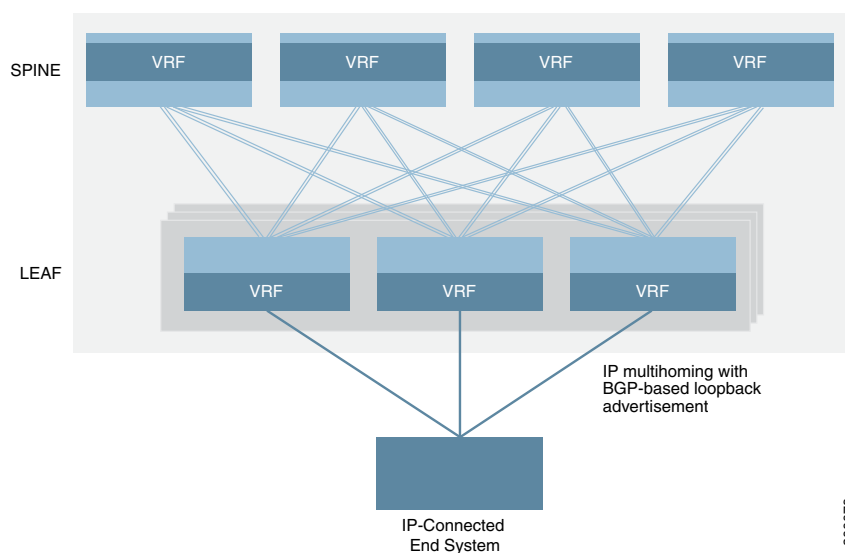 SPINE
VRF VRF VRF VRF
LEAF
VRF VRF VRF
IP multihoming with
BGP-based loopback
advertisement
IP-Connected
End System